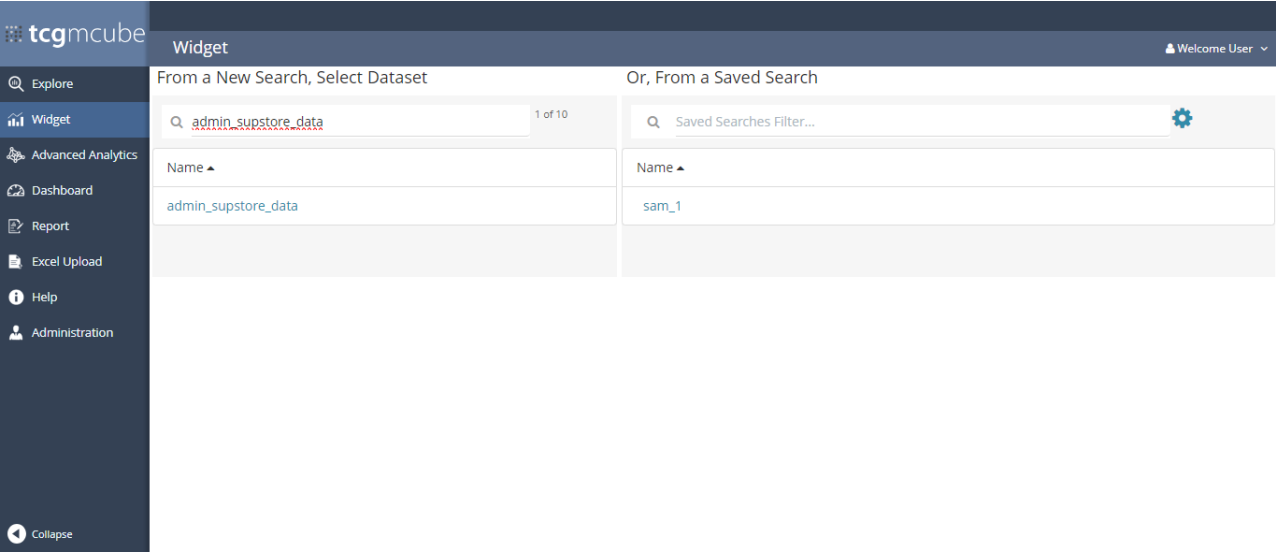 tcgmcube
Widget
Welcome User
Explore
Widget
Advanced Analytics
Dashboard
Report
Excel Upload
Help
Administration
Collapse
From a New Search, Select Dataset
admin_supstore_data
1 of 10
Name
admin_supstore_data
Or, From a Saved Search
Saved Searches Filter...
Name
sam_1